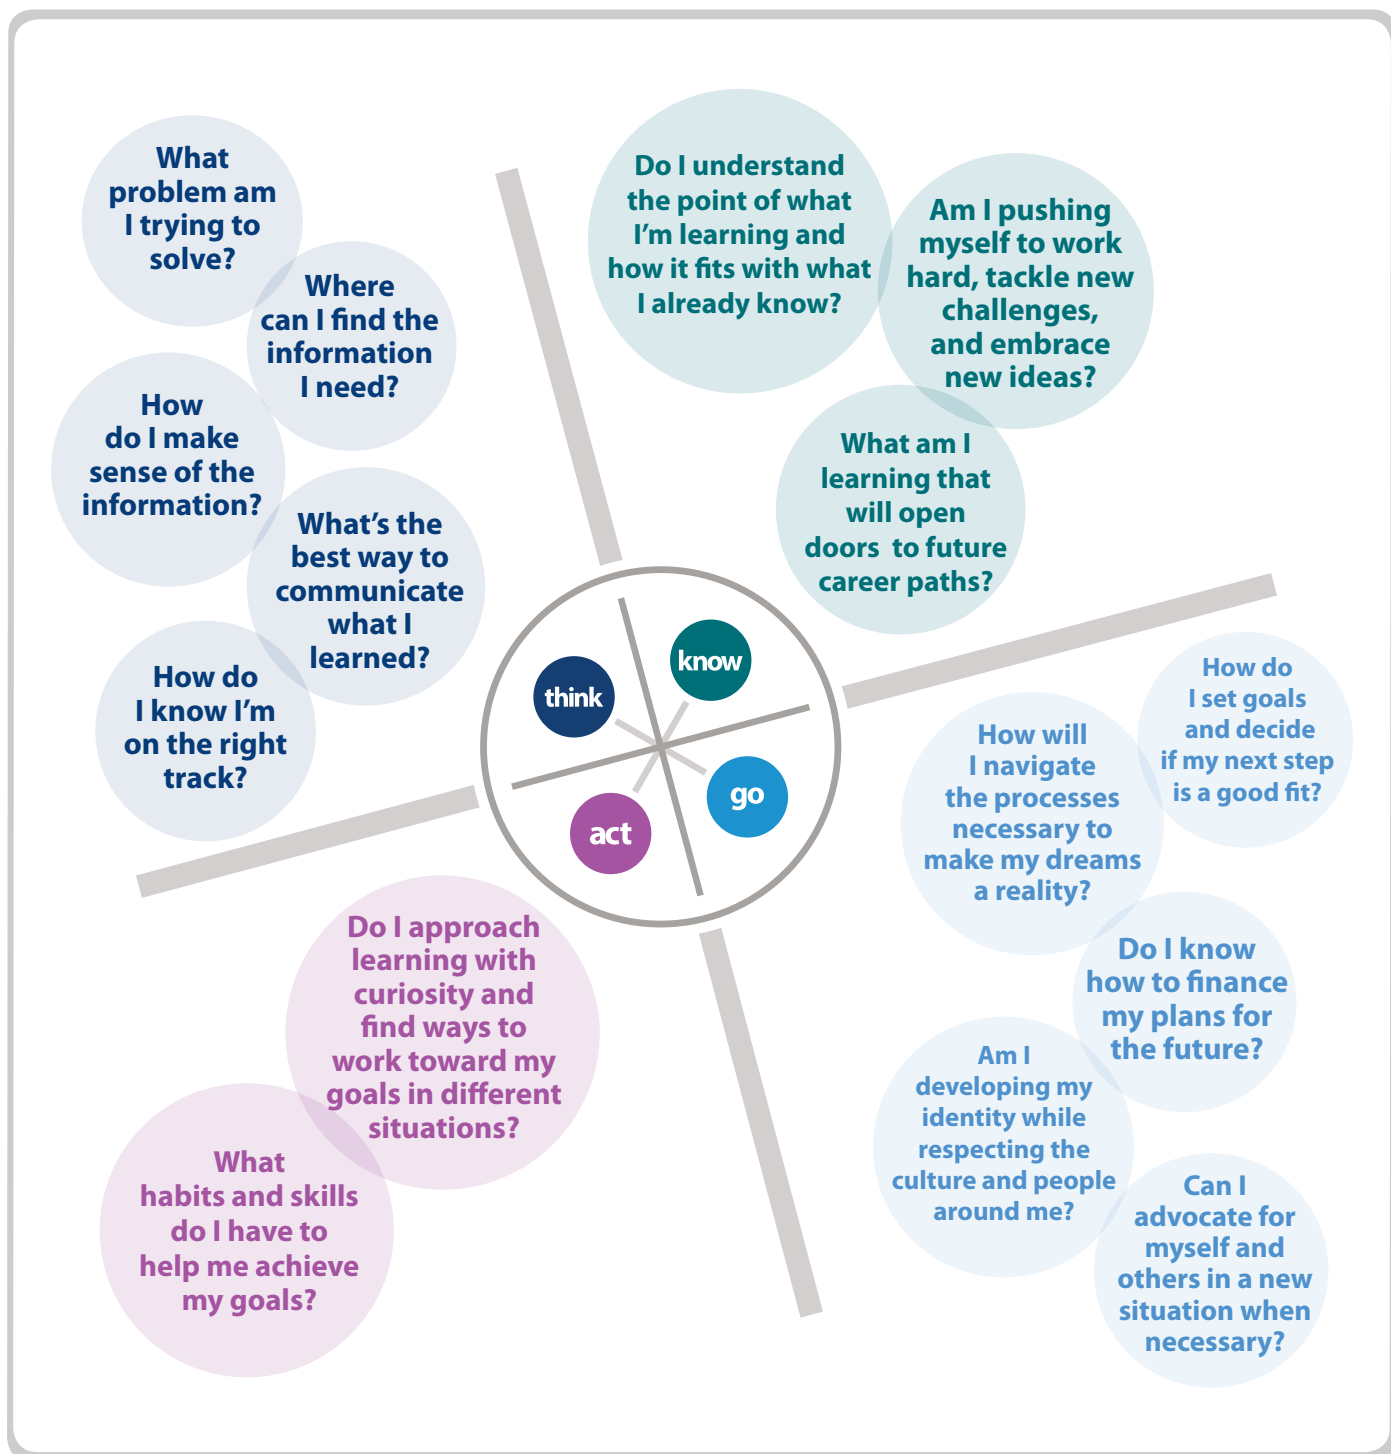 What
problem am
I trying to
solve?
Where
can I find the
information
I need?
How
do I make
sense of the
information?
What's the
best way to
communicate
what I
learned?
How do
I know I'm
on the right
track?
Do I understand
the point of what
I'm learning and
how it fits with what
I already know?
Am I pushing
myself to work
hard, tackle new
challenges,
and embrace
new ideas?
What am I
learning that
will open
doors to future
career paths?
think
know
act
go
How do
I set goals
and decide
if my next step
is a good fit?
How will
I navigate
the processes
necessary to
make my dreams
a reality?
Do I know
how to finance
my plans for
the future?
Am I
developing my
identity while
respecting the
culture and people
around me?
Can I
advocate for
myself and
others in a new
situation when
necessary?
Do I approach
learning with
curiosity and
find ways to
work toward my
goals in different
situations?
What
habits and skills
do I have to
help me achieve
my goals?